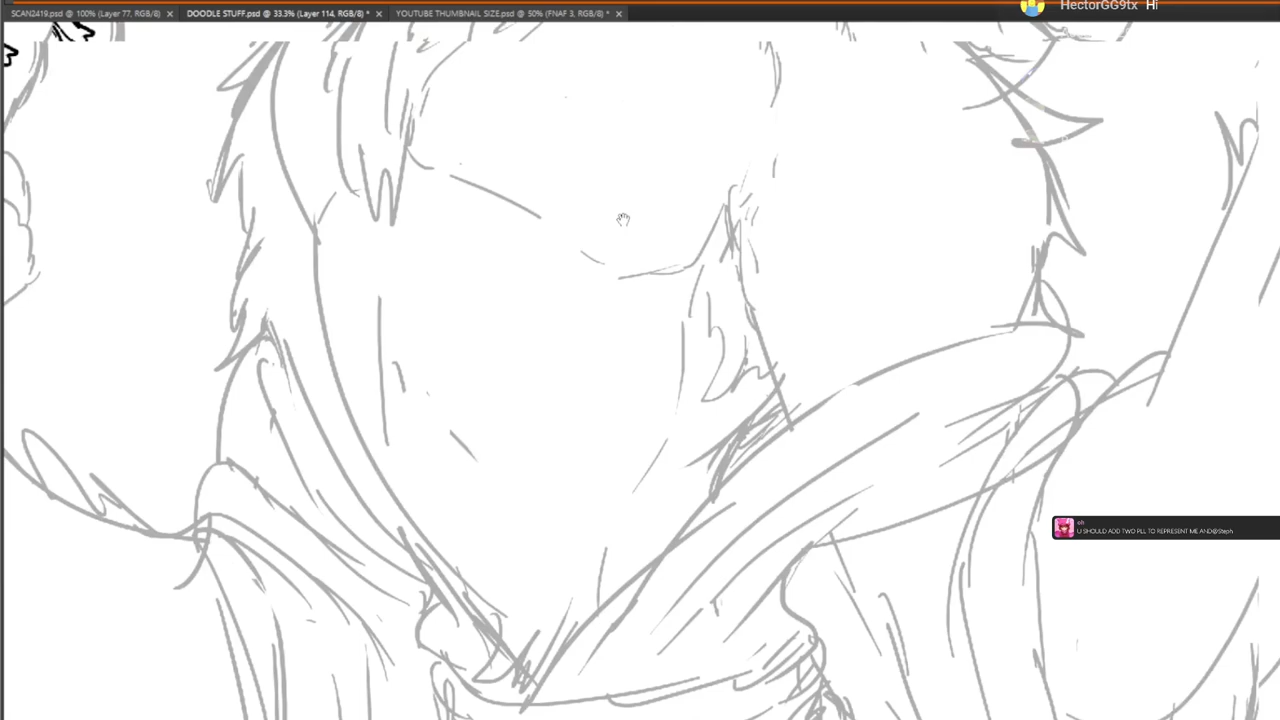 HectorGG9tx Hi
SCAN2419.psd @ 100% (Layer 77, RGB/8) ×
DOODLE STUFF.psd @ 33.3% (Layer 114, RGB/8) * ×
YOUTUBE THUMBNAIL SIZE.psd @ 50% (FNAF 3, RGB/8) * ×
U SHOULD ADD TWO PLL TO REPRESENT ME AND@Steph